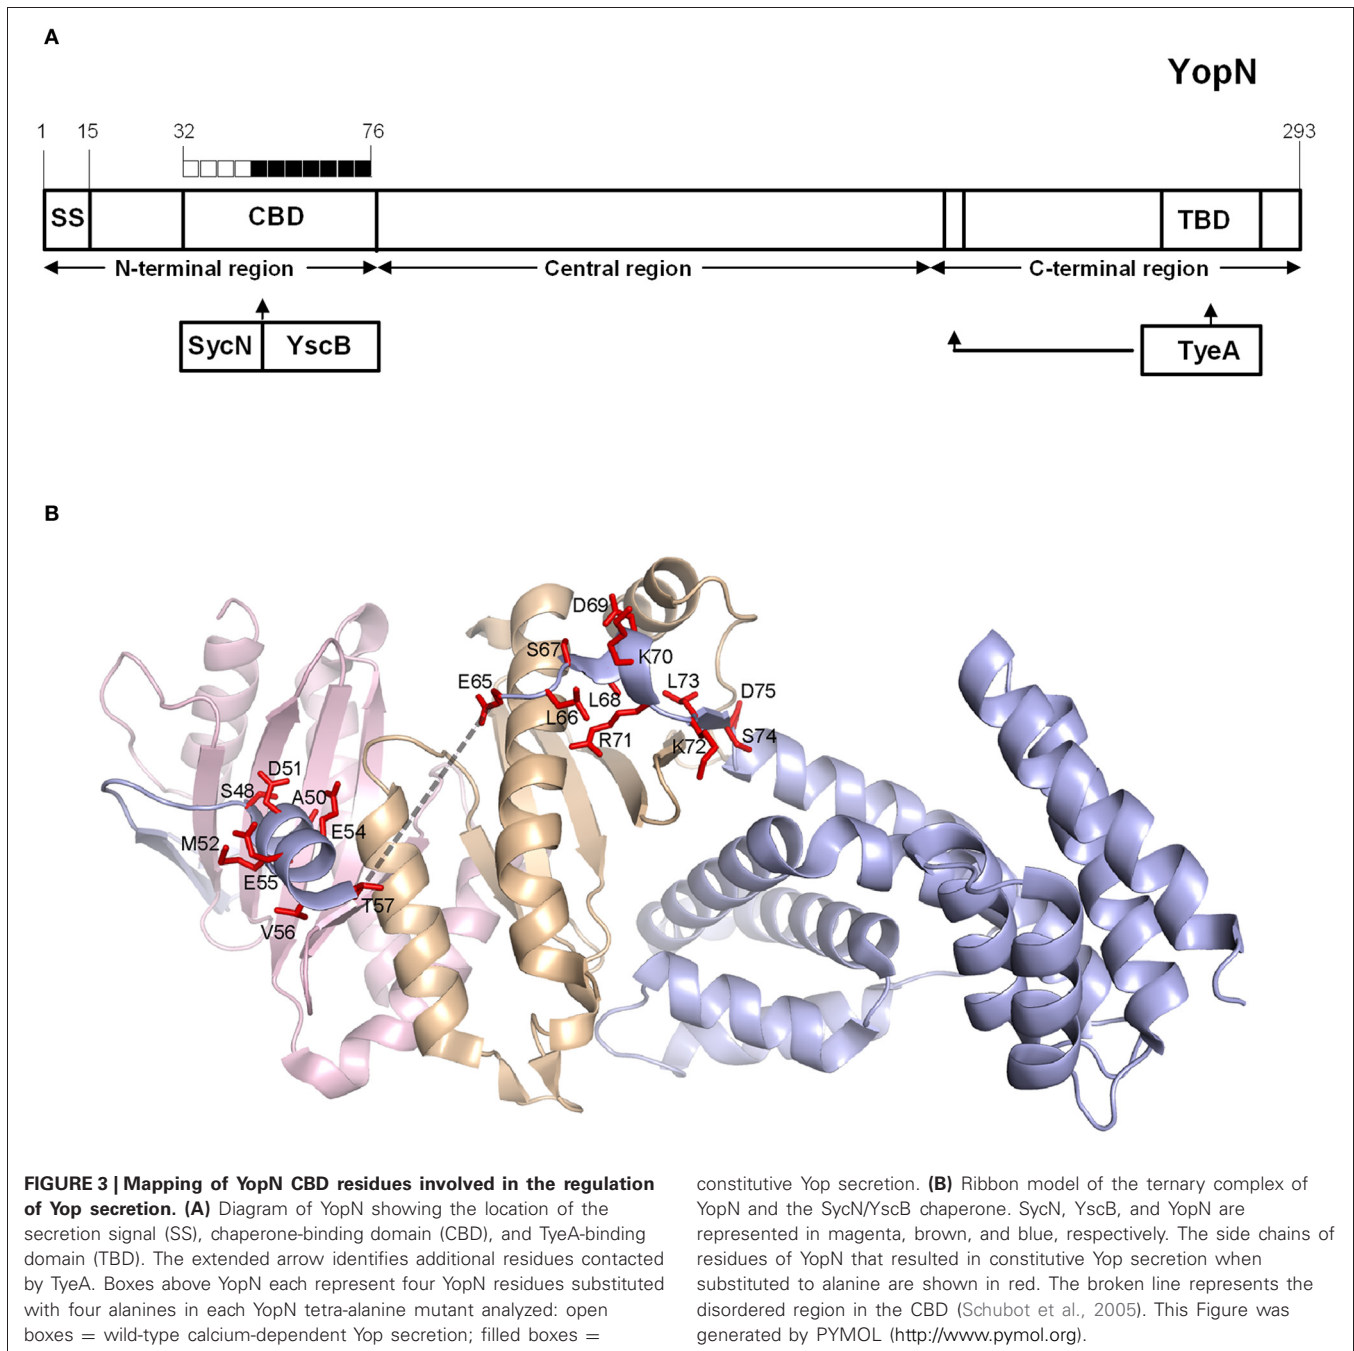 A
YopN
1 15 32 76 293
SS CBD TBD
N-terminal region Central region C-terminal region
SycN YscB TyeA
B
D69
S67 K70
E65 L73 D75
L68
L66
R71 K72 S74
D51
S48 A50
M52 E54
E55
T57
V56
FIGURE 3 | Mapping of YopN CBD residues involved in the regulation
of Yop secretion. (A) Diagram of YopN showing the location of the
secretion signal (SS), chaperone-binding domain (CBD), and TyeA-binding
domain (TBD). The extended arrow identifies additional residues contacted
by TyeA. Boxes above YopN each represent four YopN residues substituted
with four alanines in each YopN tetra-alanine mutant analyzed: open
boxes = wild-type calcium-dependent Yop secretion; filled boxes =
constitutive Yop secretion. (B) Ribbon model of the ternary complex of
YopN and the SycN/YscB chaperone. SycN, YscB, and YopN are
represented in magenta, brown, and blue, respectively. The side chains of
residues of YopN that resulted in constitutive Yop secretion when
substituted to alanine are shown in red. The broken line represents the
disordered region in the CBD (Schubot et al., 2005). This Figure was
generated by PYMOL (http://www.pymol.org).